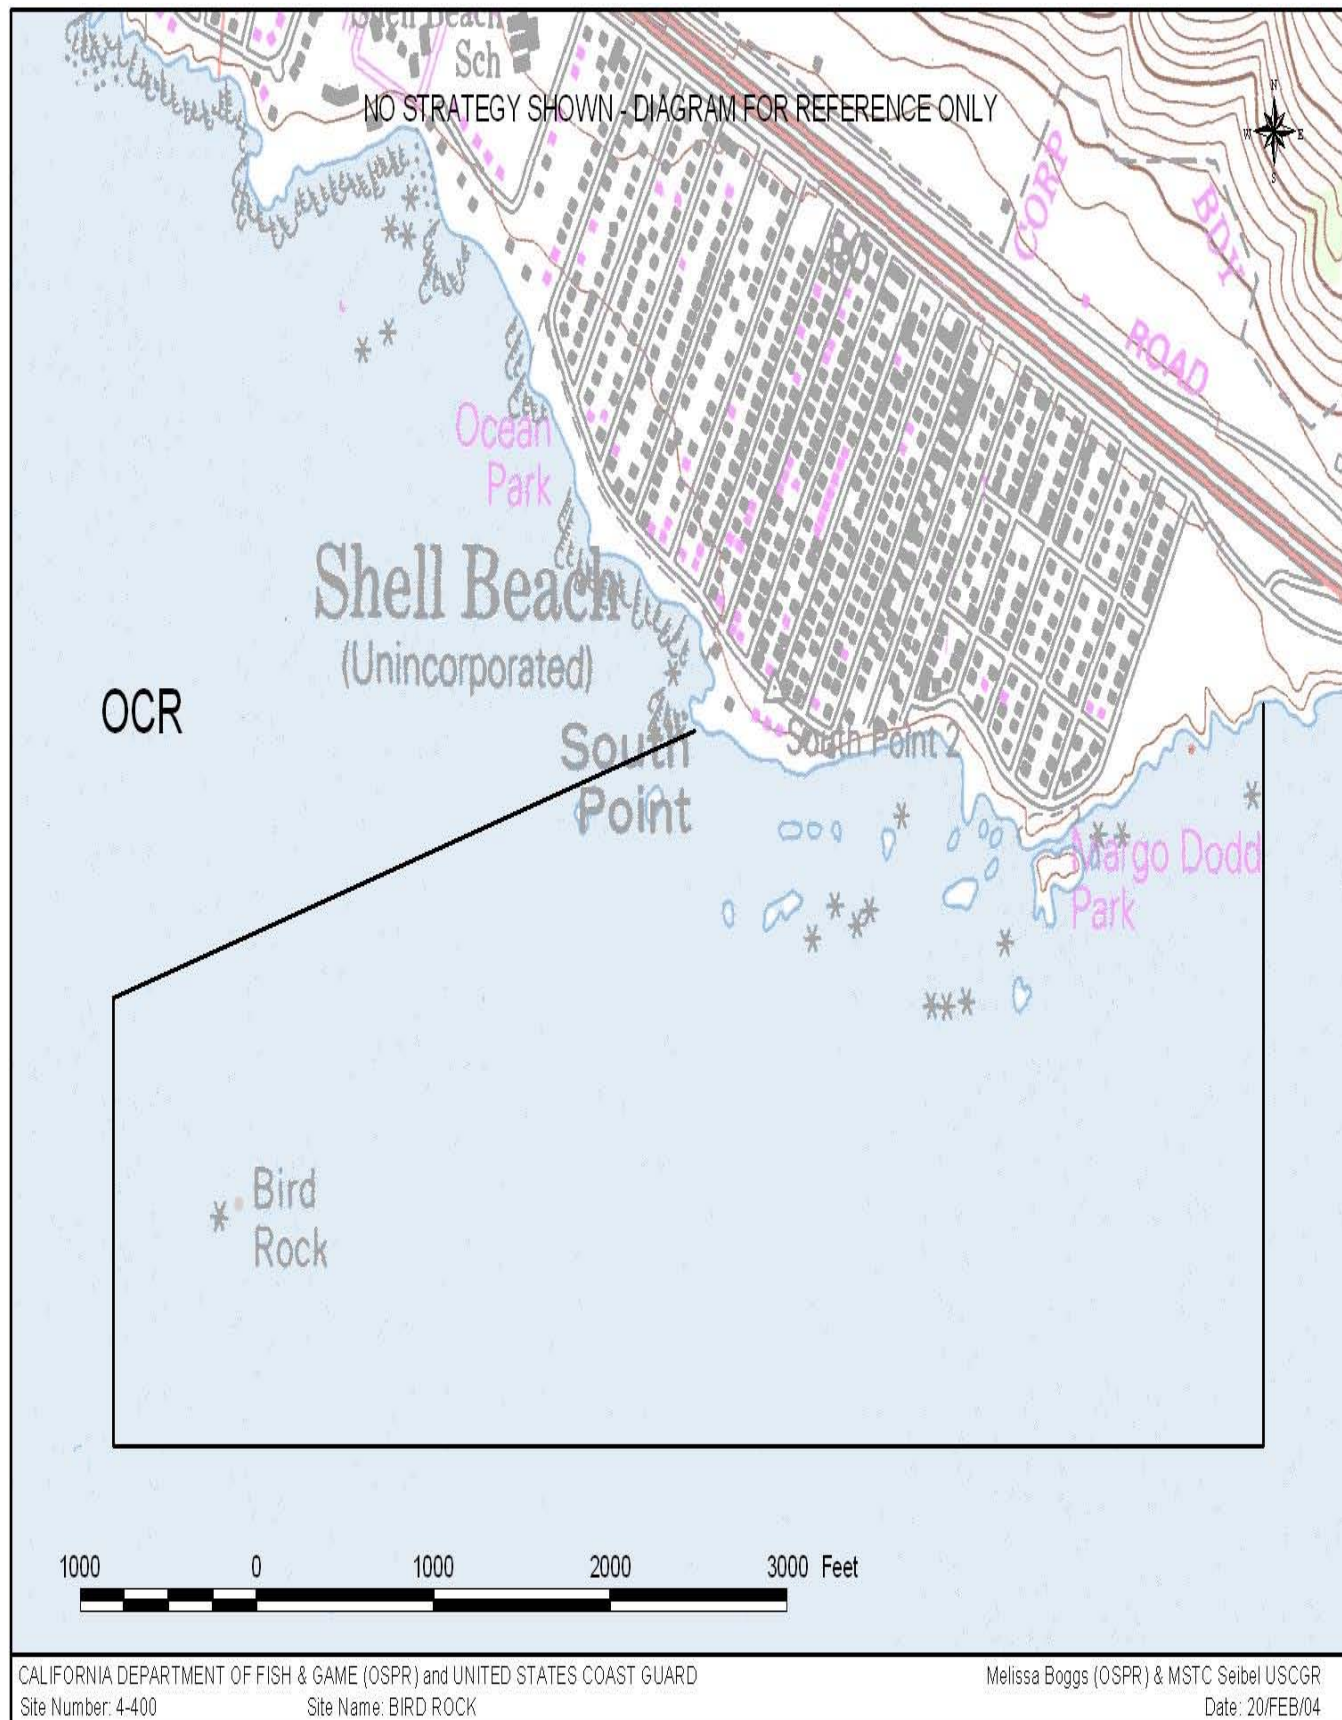 Shell Beach
Sch
NO STRATEGY SHOWN - DIAGRAM FOR REFERENCE ONLY
N
W E
S
CORP
BDY
ROAD
Ocean
Park
Shell Beach
(Unincorporated)
OCR
South
Point
South Point 2
Margo Dodd
Park
Bird
Rock
1000 0 1000 2000 3000 Feet
CALIFORNIA DEPARTMENT OF FISH & GAME (OSPR) and UNITED STATES COAST GUARD
Melissa Boggs (OSPR) & MSTC Seibel USCGR
Site Number: 4-400 Site Name: BIRD ROCK
Date: 20/FEB/04